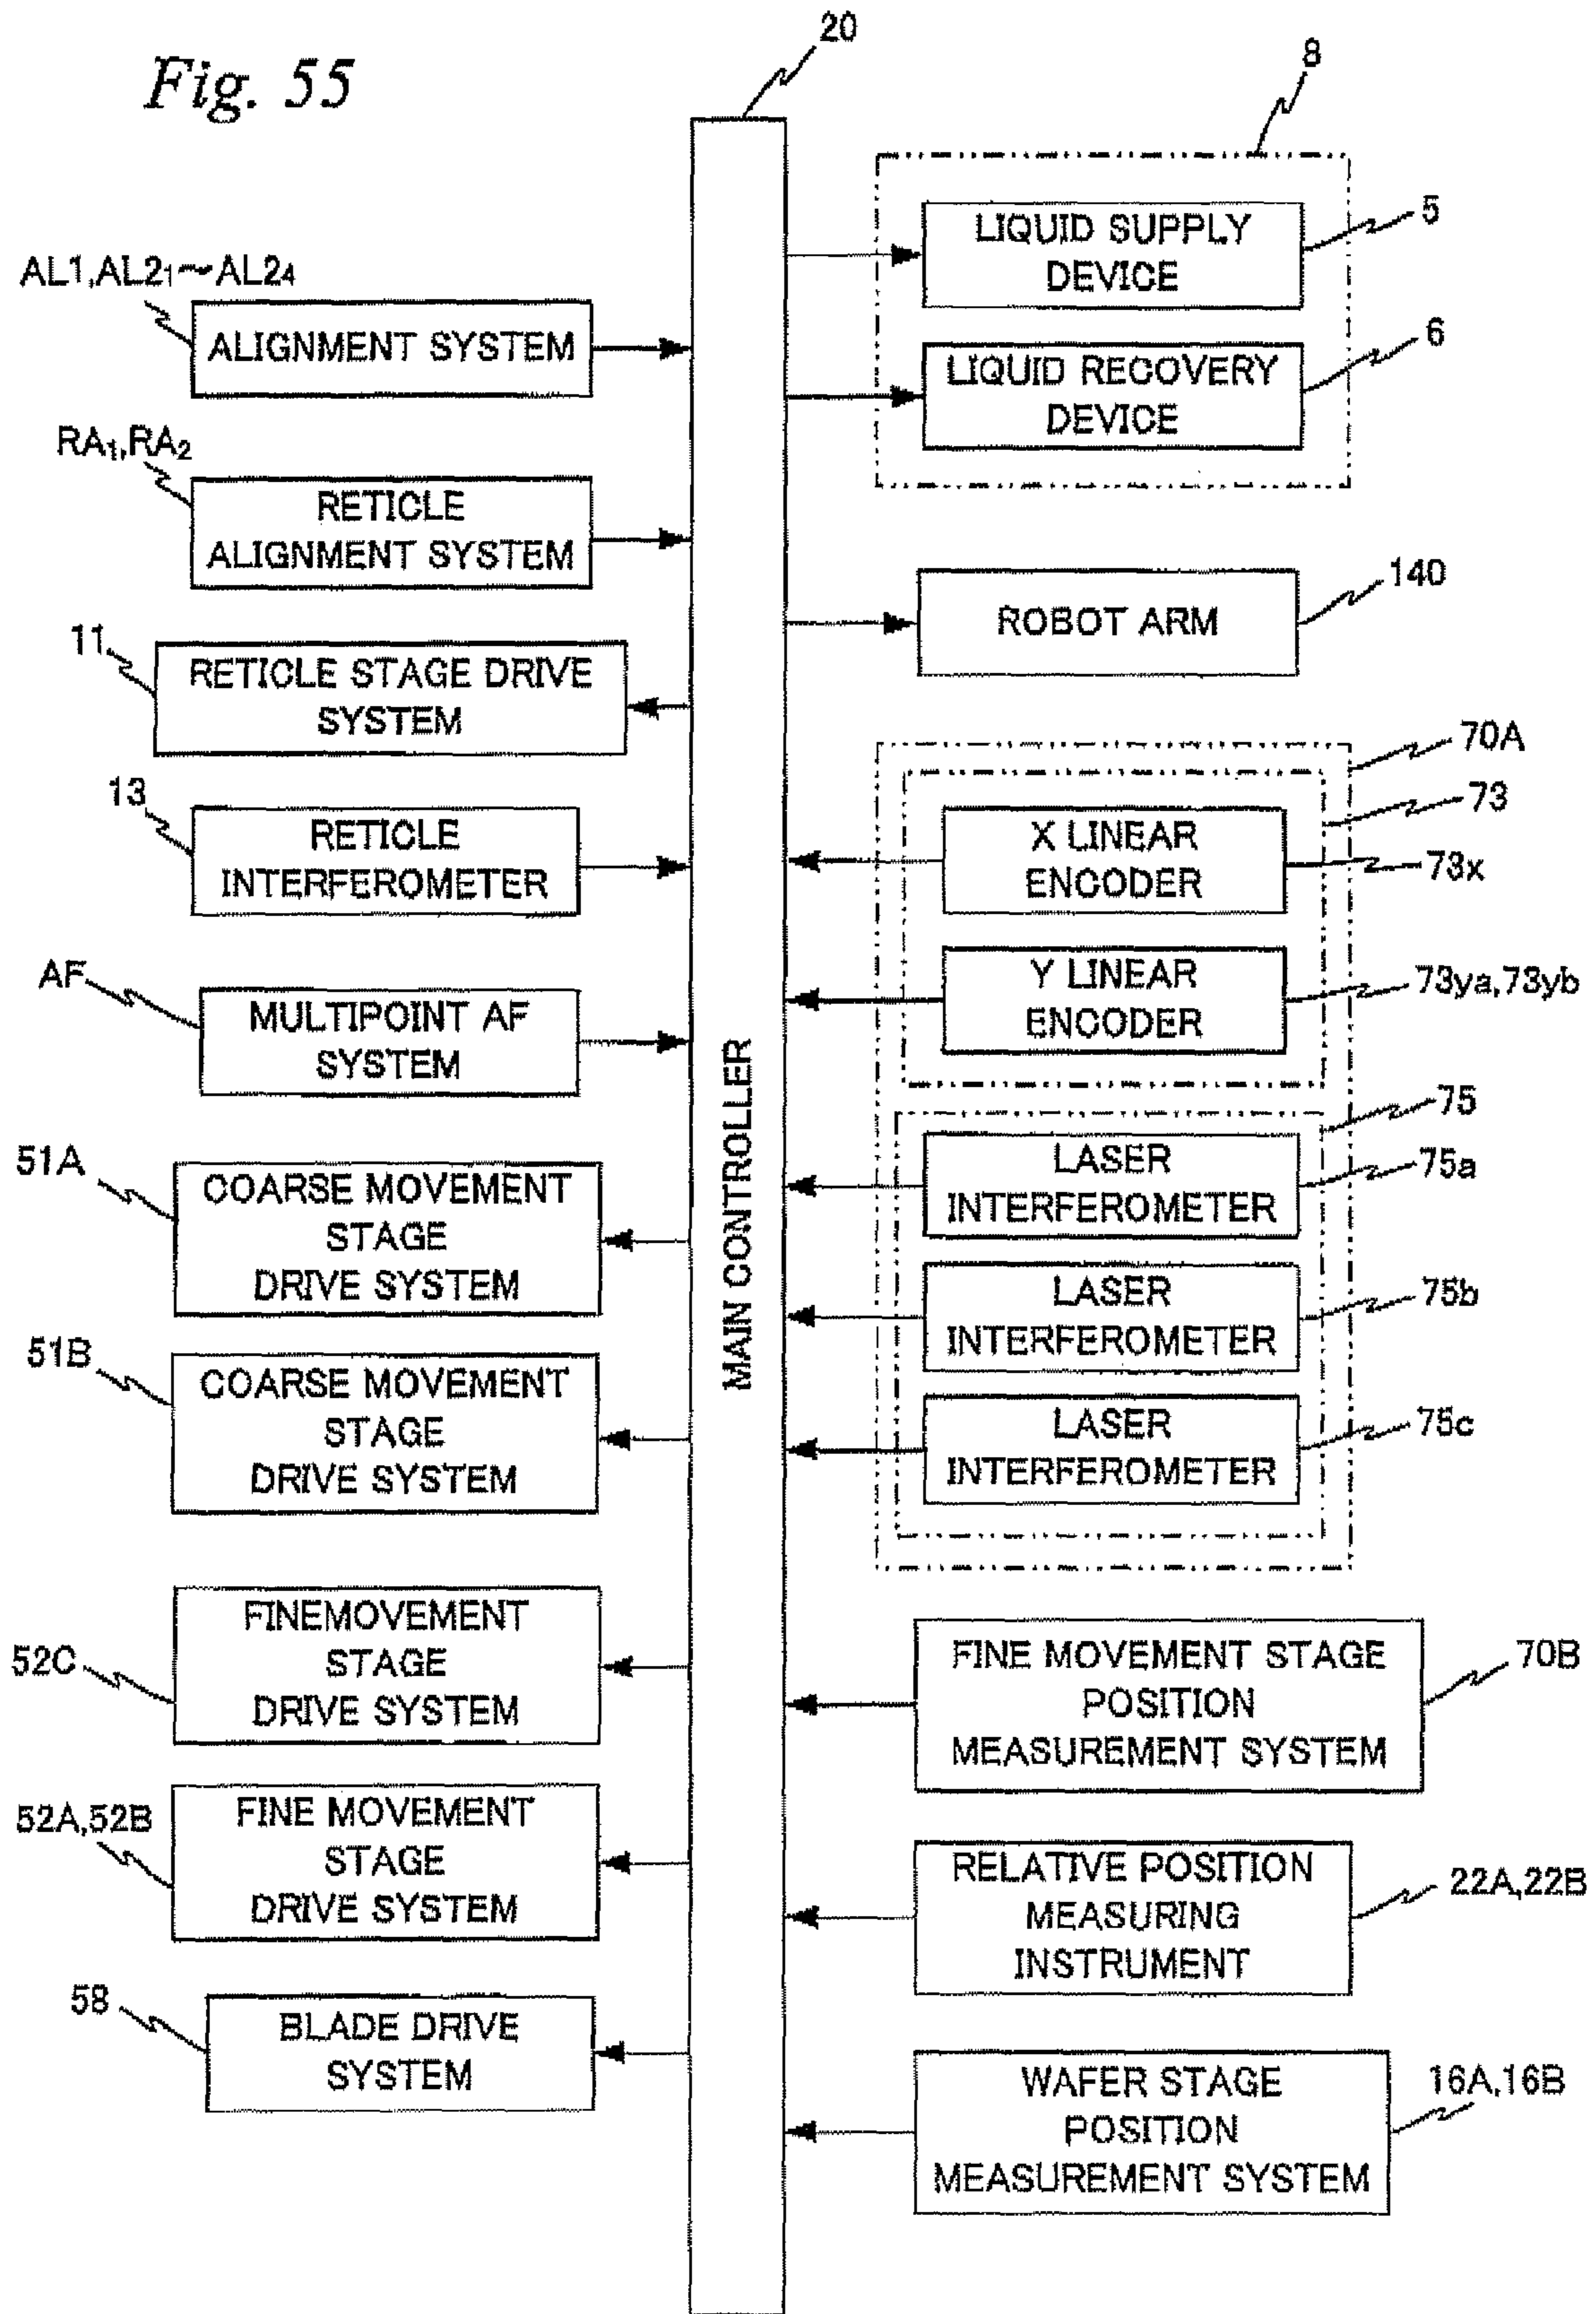 Fig. 55
20
8
LIQUID SUPPLY
DEVICE
5
LIQUID RECOVERY
DEVICE
6
AL1,AL2₁~AL2₄
ALIGNMENT SYSTEM
RA₁,RA₂
RETICLE
ALIGNMENT SYSTEM
11
RETICLE STAGE DRIVE
SYSTEM
13
RETICLE
INTERFEROMETER
AF
MULTIPOINT AF
SYSTEM
51A
COARSE MOVEMENT
STAGE
DRIVE SYSTEM
51B
COARSE MOVEMENT
STAGE
DRIVE SYSTEM
52C
FINEMOVEMENT
STAGE
DRIVE SYSTEM
52A,52B
FINE MOVEMENT
STAGE
DRIVE SYSTEM
58
BLADE DRIVE
SYSTEM
MAIN CONTROLLER
ROBOT ARM
140
70A
73
X LINEAR
ENCODER
73x
Y LINEAR
ENCODER
73ya,73yb
75
LASER
INTERFEROMETER
75a
LASER
INTERFEROMETER
75b
LASER
INTERFEROMETER
75c
FINE MOVEMENT STAGE
POSITION
MEASUREMENT SYSTEM
70B
RELATIVE POSITION
MEASURING
INSTRUMENT
22A,22B
WAFER STAGE
POSITION
MEASUREMENT SYSTEM
16A,16B